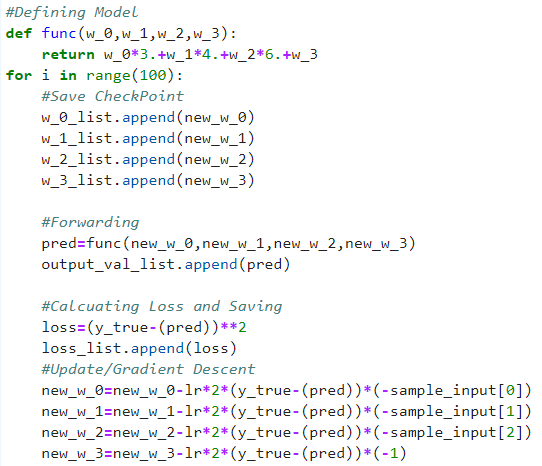 #Defining Model
def func(w_0,w_1,w_2,w_3):
    return w_0*3.+w_1*4.+w_2*6.+w_3
for i in range(100):
    #Save CheckPoint
    w_0_list.append(new_w_0)
    w_1_list.append(new_w_1)
    w_2_list.append(new_w_2)
    w_3_list.append(new_w_3)

    #Forwarding
    pred=func(new_w_0,new_w_1,new_w_2,new_w_3)
    output_val_list.append(pred)

    #Calcuating Loss and Saving
    loss=(y_true-(pred))**2
    loss_list.append(loss)
    #Update/Gradient Descent
    new_w_0=new_w_0-lr*2*(y_true-(pred))*(-sample_input[0])
    new_w_1=new_w_1-lr*2*(y_true-(pred))*(-sample_input[1])
    new_w_2=new_w_2-lr*2*(y_true-(pred))*(-sample_input[2])
    new_w_3=new_w_3-lr*2*(y_true-(pred))*(-1)